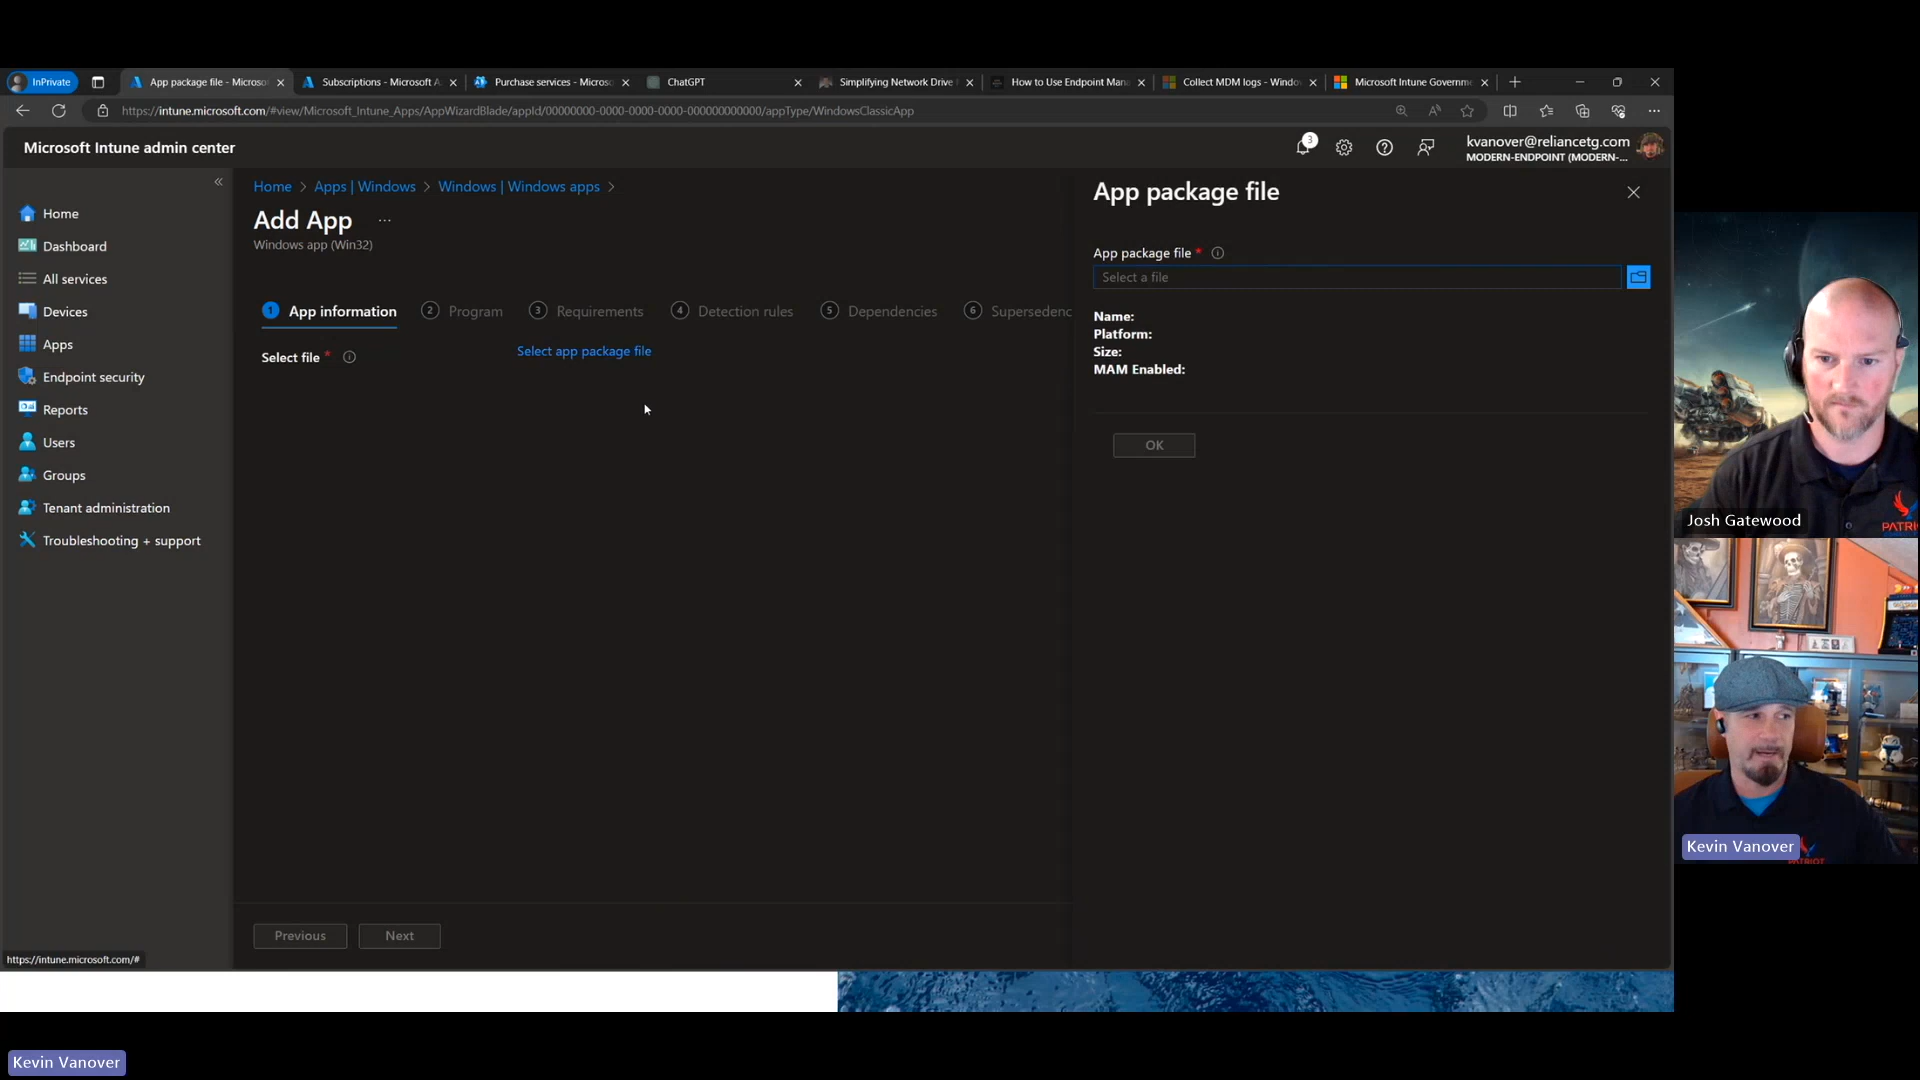 InPrivate
App package file - Microso
Subscriptions - Microsoft A
Purchase services - Micros
ChatGPT
Simplifying Network Drive
How to Use Endpoint Man
Collect MDM logs - Windo
Microsoft Intune Governm
https://intune.microsoft.com/#view/Microsoft_Intune_Apps/AppWizardBlade/appId/00000000-0000-0000-0000-000000000000/appType/WindowsClassicApp
Microsoft Intune admin center
3
kvanover@reliancetg.com
MODERN-ENDPOINT (MODERN-...
Home
Dashboard
All services
Devices
Apps
Endpoint security
Reports
Users
Groups
Tenant administration
Troubleshooting + support
https://intune.microsoft.com/#
Home > Apps | Windows > Windows | Windows apps >
Add App ...
Windows app (Win32)
1 App information
2 Program
3 Requirements
4 Detection rules
5 Dependencies
6 Supersedenc
Select file *
Select app package file
Previous
Next
App package file
App package file *
Select a file
Name:
Platform:
Size:
MAM Enabled:
OK
Josh Gatewood
PATRI
Kevin Vanover
PATRIOT
Kevin Vanover